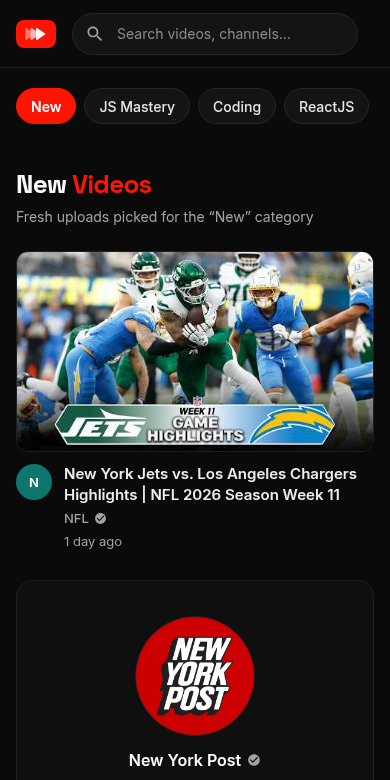 Search videos, channels...
New
JS Mastery
Coding
ReactJS
New Videos
Fresh uploads picked for the “New” category
JETS
WEEK 11
GAME
HIGHLIGHTS
N
New York Jets vs. Los Angeles Chargers
Highlights | NFL 2026 Season Week 11
NFL
1 day ago
NEW
YORK
POST
New York Post